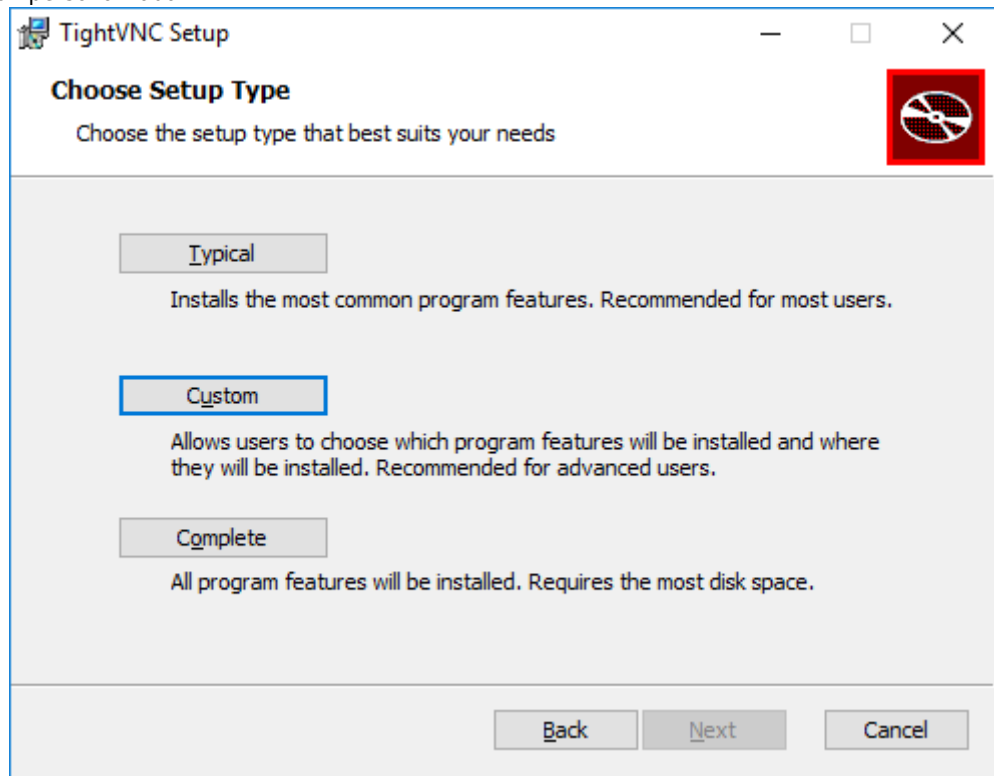 TightVNC Setup
Choose Setup Type
Choose the setup type that best suits your needs
Typical
Installs the most common program features. Recommended for most users.
Custom
Allows users to choose which program features will be installed and where
they will be installed. Recommended for advanced users.
Complete
All program features will be installed. Requires the most disk space.
Back Next Cancel